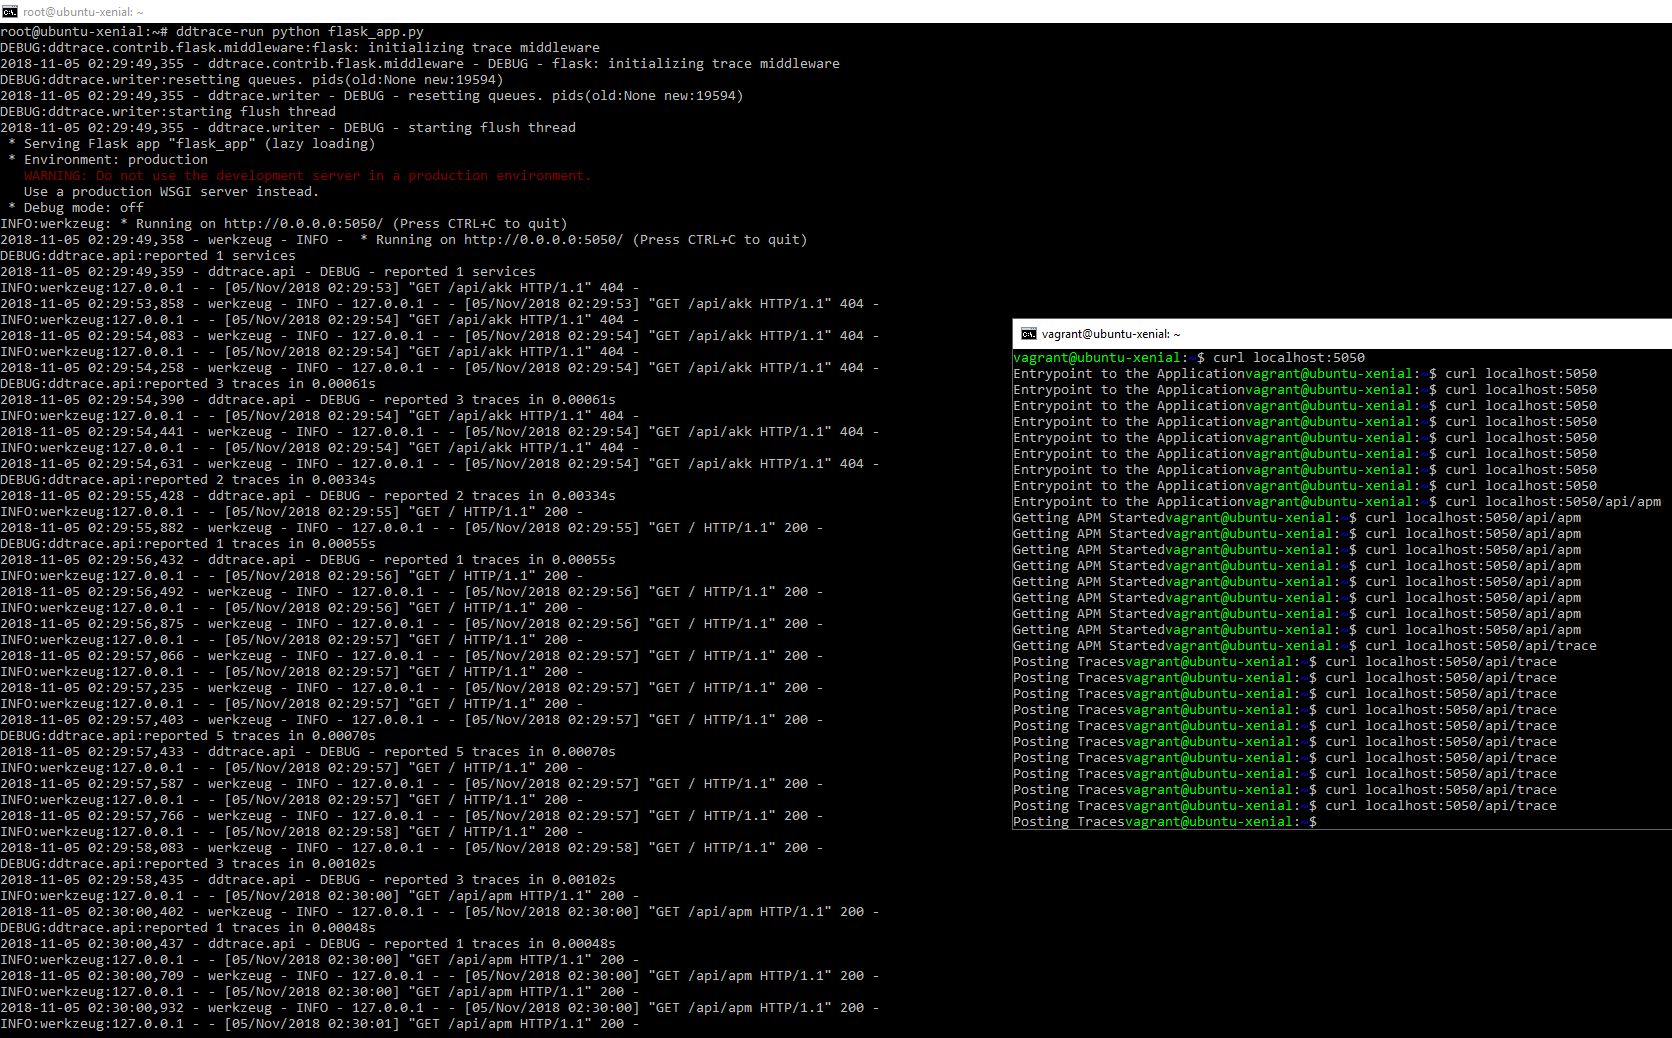 root@ubuntu-xenial: ~
root@ubuntu-xenial:~# ddtrace-run python flask_app.py
DEBUG:ddtrace.contrib.flask.middleware:flask: initializing trace middleware
2018-11-05 02:29:49,355 - ddtrace.contrib.flask.middleware - DEBUG - flask: initializing trace middleware
DEBUG:ddtrace.writer:resetting queues. pids(old:None new:19594)
2018-11-05 02:29:49,355 - ddtrace.writer - DEBUG - resetting queues. pids(old:None new:19594)
DEBUG:ddtrace.writer:starting flush thread
2018-11-05 02:29:49,355 - ddtrace.writer - DEBUG - starting flush thread
 * Serving Flask app "flask_app" (lazy loading)
 * Environment: production
   WARNING: Do not use the development server in a production environment.
   Use a production WSGI server instead.
 * Debug mode: off
INFO:werkzeug: * Running on http://0.0.0.0:5050/ (Press CTRL+C to quit)
2018-11-05 02:29:49,358 - werkzeug - INFO -  * Running on http://0.0.0.0:5050/ (Press CTRL+C to quit)
DEBUG:ddtrace.api:reported 1 services
2018-11-05 02:29:49,359 - ddtrace.api - DEBUG - reported 1 services
INFO:werkzeug:127.0.0.1 - - [05/Nov/2018 02:29:53] "GET /api/akk HTTP/1.1" 404 -
2018-11-05 02:29:53,858 - werkzeug - INFO - 127.0.0.1 - - [05/Nov/2018 02:29:53] "GET /api/akk HTTP/1.1" 404 -
INFO:werkzeug:127.0.0.1 - - [05/Nov/2018 02:29:54] "GET /api/akk HTTP/1.1" 404 -
2018-11-05 02:29:54,083 - werkzeug - INFO - 127.0.0.1 - - [05/Nov/2018 02:29:54] "GET /api/akk HTTP/1.1" 404 -
INFO:werkzeug:127.0.0.1 - - [05/Nov/2018 02:29:54] "GET /api/akk HTTP/1.1" 404 -
2018-11-05 02:29:54,258 - werkzeug - INFO - 127.0.0.1 - - [05/Nov/2018 02:29:54] "GET /api/akk HTTP/1.1" 404 -
DEBUG:ddtrace.api:reported 3 traces in 0.00061s
2018-11-05 02:29:54,390 - ddtrace.api - DEBUG - reported 3 traces in 0.00061s
INFO:werkzeug:127.0.0.1 - - [05/Nov/2018 02:29:54] "GET /api/akk HTTP/1.1" 404 -
2018-11-05 02:29:54,441 - werkzeug - INFO - 127.0.0.1 - - [05/Nov/2018 02:29:54] "GET /api/akk HTTP/1.1" 404 -
INFO:werkzeug:127.0.0.1 - - [05/Nov/2018 02:29:54] "GET /api/akk HTTP/1.1" 404 -
2018-11-05 02:29:54,631 - werkzeug - INFO - 127.0.0.1 - - [05/Nov/2018 02:29:54] "GET /api/akk HTTP/1.1" 404 -
DEBUG:ddtrace.api:reported 2 traces in 0.00334s
2018-11-05 02:29:55,428 - ddtrace.api - DEBUG - reported 2 traces in 0.00334s
INFO:werkzeug:127.0.0.1 - - [05/Nov/2018 02:29:55] "GET / HTTP/1.1" 200 -
2018-11-05 02:29:55,882 - werkzeug - INFO - 127.0.0.1 - - [05/Nov/2018 02:29:55] "GET / HTTP/1.1" 200 -
DEBUG:ddtrace.api:reported 1 traces in 0.00055s
2018-11-05 02:29:56,432 - ddtrace.api - DEBUG - reported 1 traces in 0.00055s
INFO:werkzeug:127.0.0.1 - - [05/Nov/2018 02:29:56] "GET / HTTP/1.1" 200 -
2018-11-05 02:29:56,492 - werkzeug - INFO - 127.0.0.1 - - [05/Nov/2018 02:29:56] "GET / HTTP/1.1" 200 -
INFO:werkzeug:127.0.0.1 - - [05/Nov/2018 02:29:56] "GET / HTTP/1.1" 200 -
2018-11-05 02:29:56,875 - werkzeug - INFO - 127.0.0.1 - - [05/Nov/2018 02:29:56] "GET / HTTP/1.1" 200 -
INFO:werkzeug:127.0.0.1 - - [05/Nov/2018 02:29:57] "GET / HTTP/1.1" 200 -
2018-11-05 02:29:57,066 - werkzeug - INFO - 127.0.0.1 - - [05/Nov/2018 02:29:57] "GET / HTTP/1.1" 200 -
INFO:werkzeug:127.0.0.1 - - [05/Nov/2018 02:29:57] "GET / HTTP/1.1" 200 -
2018-11-05 02:29:57,235 - werkzeug - INFO - 127.0.0.1 - - [05/Nov/2018 02:29:57] "GET / HTTP/1.1" 200 -
INFO:werkzeug:127.0.0.1 - - [05/Nov/2018 02:29:57] "GET / HTTP/1.1" 200 -
2018-11-05 02:29:57,403 - werkzeug - INFO - 127.0.0.1 - - [05/Nov/2018 02:29:57] "GET / HTTP/1.1" 200 -
DEBUG:ddtrace.api:reported 5 traces in 0.00070s
2018-11-05 02:29:57,433 - ddtrace.api - DEBUG - reported 5 traces in 0.00070s
INFO:werkzeug:127.0.0.1 - - [05/Nov/2018 02:29:57] "GET / HTTP/1.1" 200 -
2018-11-05 02:29:57,587 - werkzeug - INFO - 127.0.0.1 - - [05/Nov/2018 02:29:57] "GET / HTTP/1.1" 200 -
INFO:werkzeug:127.0.0.1 - - [05/Nov/2018 02:29:57] "GET / HTTP/1.1" 200 -
2018-11-05 02:29:57,766 - werkzeug - INFO - 127.0.0.1 - - [05/Nov/2018 02:29:57] "GET / HTTP/1.1" 200 -
INFO:werkzeug:127.0.0.1 - - [05/Nov/2018 02:29:58] "GET / HTTP/1.1" 200 -
2018-11-05 02:29:58,083 - werkzeug - INFO - 127.0.0.1 - - [05/Nov/2018 02:29:58] "GET / HTTP/1.1" 200 -
DEBUG:ddtrace.api:reported 3 traces in 0.00102s
2018-11-05 02:29:58,435 - ddtrace.api - DEBUG - reported 3 traces in 0.00102s
INFO:werkzeug:127.0.0.1 - - [05/Nov/2018 02:30:00] "GET /api/apm HTTP/1.1" 200 -
2018-11-05 02:30:00,402 - werkzeug - INFO - 127.0.0.1 - - [05/Nov/2018 02:30:00] "GET /api/apm HTTP/1.1" 200 -
DEBUG:ddtrace.api:reported 1 traces in 0.00048s
2018-11-05 02:30:00,437 - ddtrace.api - DEBUG - reported 1 traces in 0.00048s
INFO:werkzeug:127.0.0.1 - - [05/Nov/2018 02:30:00] "GET /api/apm HTTP/1.1" 200 -
2018-11-05 02:30:00,709 - werkzeug - INFO - 127.0.0.1 - - [05/Nov/2018 02:30:00] "GET /api/apm HTTP/1.1" 200 -
INFO:werkzeug:127.0.0.1 - - [05/Nov/2018 02:30:00] "GET /api/apm HTTP/1.1" 200 -
2018-11-05 02:30:00,932 - werkzeug - INFO - 127.0.0.1 - - [05/Nov/2018 02:30:00] "GET /api/apm HTTP/1.1" 200 -
INFO:werkzeug:127.0.0.1 - - [05/Nov/2018 02:30:01] "GET /api/apm HTTP/1.1" 200 -
vagrant@ubuntu-xenial: ~
vagrant@ubuntu-xenial:~$ curl localhost:5050
Entrypoint to the Applicationvagrant@ubuntu-xenial:~$ curl localhost:5050
Entrypoint to the Applicationvagrant@ubuntu-xenial:~$ curl localhost:5050
Entrypoint to the Applicationvagrant@ubuntu-xenial:~$ curl localhost:5050
Entrypoint to the Applicationvagrant@ubuntu-xenial:~$ curl localhost:5050
Entrypoint to the Applicationvagrant@ubuntu-xenial:~$ curl localhost:5050
Entrypoint to the Applicationvagrant@ubuntu-xenial:~$ curl localhost:5050
Entrypoint to the Applicationvagrant@ubuntu-xenial:~$ curl localhost:5050
Entrypoint to the Applicationvagrant@ubuntu-xenial:~$ curl localhost:5050
Entrypoint to the Applicationvagrant@ubuntu-xenial:~$ curl localhost:5050/api/apm
Getting APM Startedvagrant@ubuntu-xenial:~$ curl localhost:5050/api/apm
Getting APM Startedvagrant@ubuntu-xenial:~$ curl localhost:5050/api/apm
Getting APM Startedvagrant@ubuntu-xenial:~$ curl localhost:5050/api/apm
Getting APM Startedvagrant@ubuntu-xenial:~$ curl localhost:5050/api/apm
Getting APM Startedvagrant@ubuntu-xenial:~$ curl localhost:5050/api/apm
Getting APM Startedvagrant@ubuntu-xenial:~$ curl localhost:5050/api/apm
Getting APM Startedvagrant@ubuntu-xenial:~$ curl localhost:5050/api/apm
Getting APM Startedvagrant@ubuntu-xenial:~$ curl localhost:5050/api/apm
Getting APM Startedvagrant@ubuntu-xenial:~$ curl localhost:5050/api/trace
Posting Tracesvagrant@ubuntu-xenial:~$ curl localhost:5050/api/trace
Posting Tracesvagrant@ubuntu-xenial:~$ curl localhost:5050/api/trace
Posting Tracesvagrant@ubuntu-xenial:~$ curl localhost:5050/api/trace
Posting Tracesvagrant@ubuntu-xenial:~$ curl localhost:5050/api/trace
Posting Tracesvagrant@ubuntu-xenial:~$ curl localhost:5050/api/trace
Posting Tracesvagrant@ubuntu-xenial:~$ curl localhost:5050/api/trace
Posting Tracesvagrant@ubuntu-xenial:~$ curl localhost:5050/api/trace
Posting Tracesvagrant@ubuntu-xenial:~$ curl localhost:5050/api/trace
Posting Tracesvagrant@ubuntu-xenial:~$ curl localhost:5050/api/trace
Posting Tracesvagrant@ubuntu-xenial:~$ curl localhost:5050/api/trace
Posting Tracesvagrant@ubuntu-xenial:~$